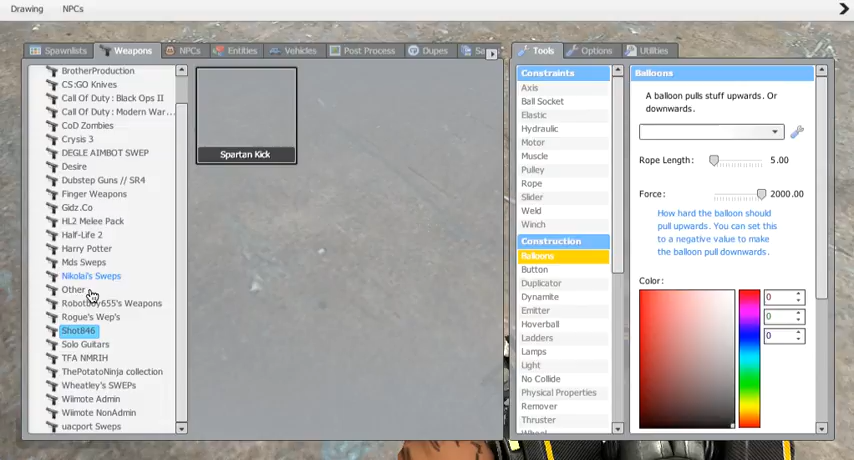 Drawing NPCs
Spawnlists Weapons NPCs Entities Vehicles Post Process Dupes Sa
BrotherProduction
CS:GO Knives
Call Of Duty : Black Ops II
Call Of Duty : Modern War...
CoD Zombies
Crysis 3
DEGLE AIMBOT SWEP
Desire
Dubstep Guns // SR4
Finger Weapons
Gidz.Co
HL2 Melee Pack
Half-Life 2
Harry Potter
Mds Sweps
Nikolai's Sweps
Other
Robotboy655's Weapons
Rogue's Wep's
Shot846
Solo Guitars
TFA NMRIH
ThePotatoNinja collection
Wheatley's SWEPs
Wiimote Admin
Wiimote NonAdmin
uacport Sweps
Spartan Kick
Tools Options Utilities
Constraints
Axis
Ball Socket
Elastic
Hydraulic
Motor
Muscle
Pulley
Rope
Slider
Weld
Winch
Construction
Balloons
Button
Duplicator
Dynamite
Emitter
Hoverball
Ladders
Lamps
Light
No Collide
Physical Properties
Remover
Thruster
Wheel
Balloons
A balloon pulls stuff upwards. Or
downwards.
Rope Length: 5.00
Force: 2000.00
How hard the balloon should
pull upwards. You can set this
to a negative value to make
the balloon pull downwards.
Color:
0
0
0